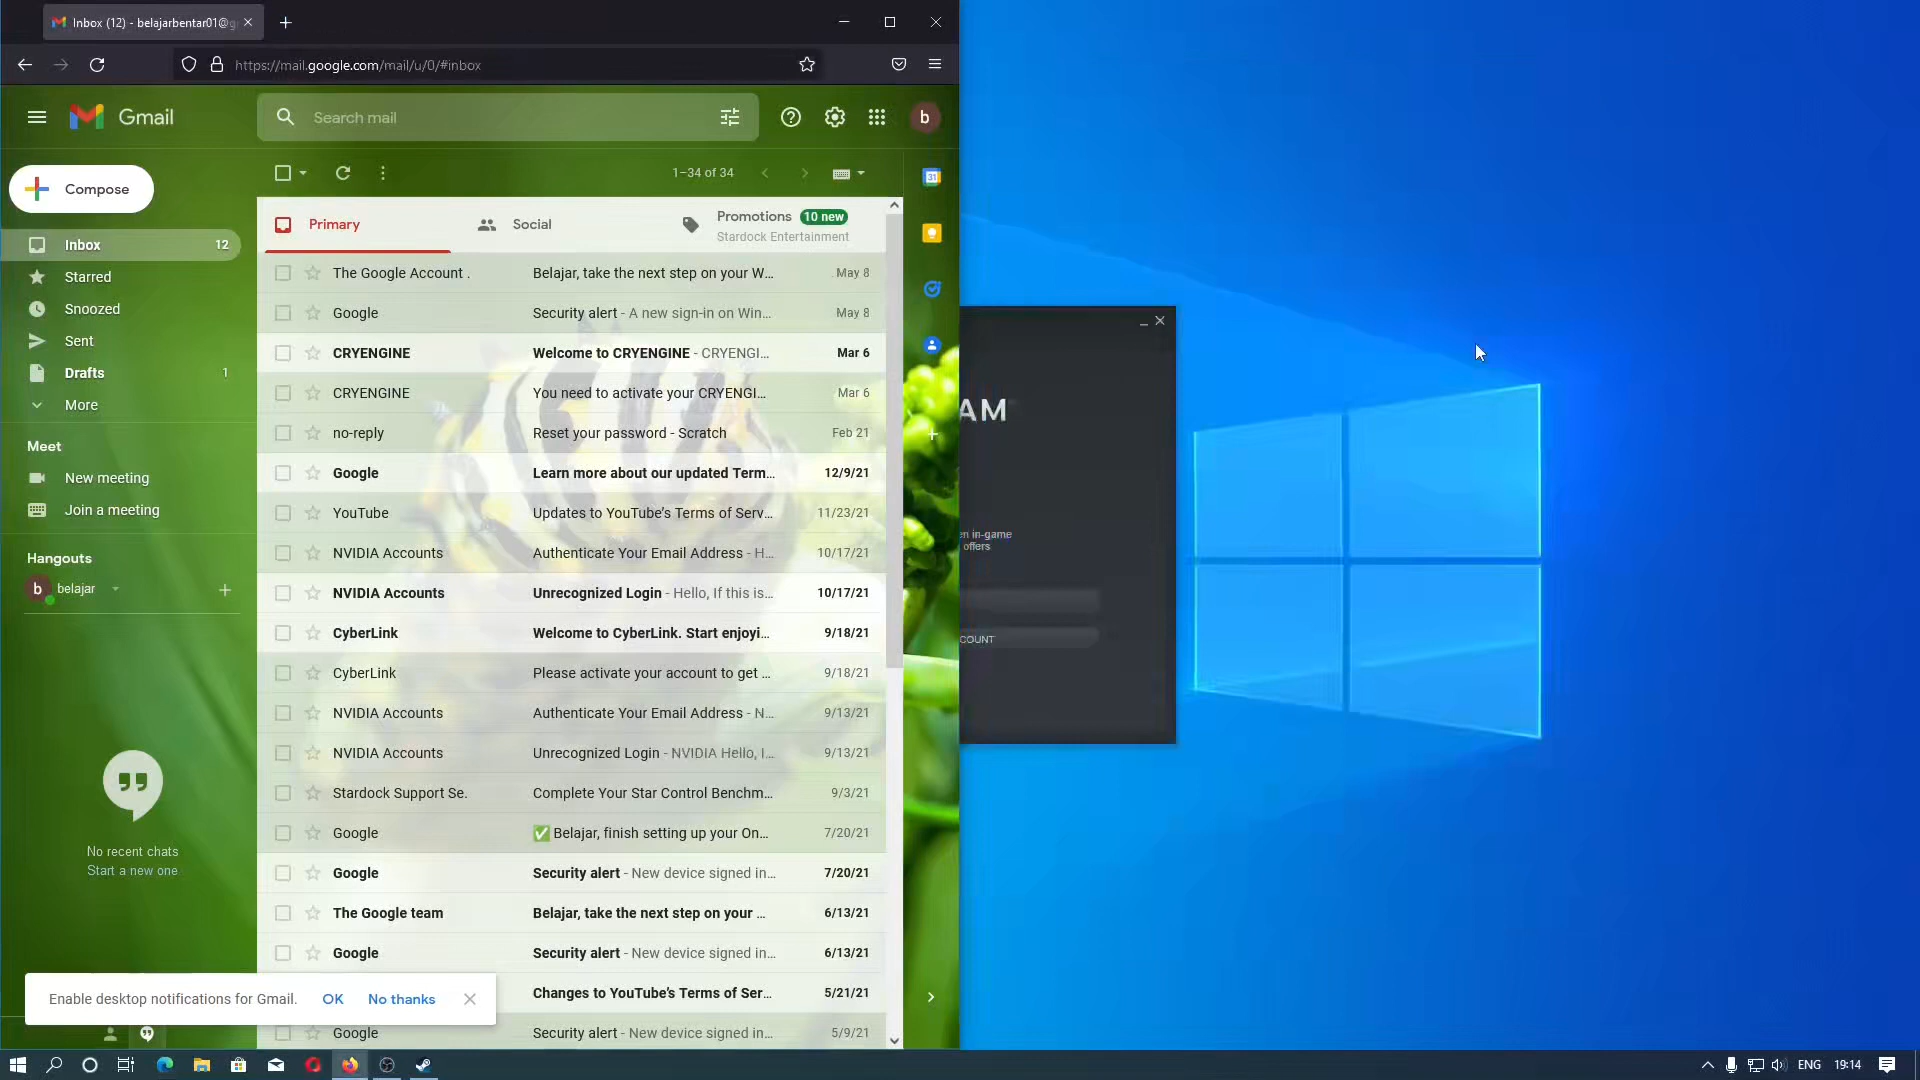 Inbox (12) - belajarbentar01@g
https://mail.google.com/mail/u/0/#inbox
Gmail
Search mail
b
Compose
1–34 of 34
31
Inbox 12
Starred
Snoozed
Sent
Drafts 1
More
Meet
New meeting
Join a meeting
Hangouts
b belajar
No recent chats
Start a new one
Primary
Social
Promotions 10 new
Stardock Entertainment
The Google Account . Belajar, take the next step on your W... May 8
Google Security alert - A new sign-in on Win... May 8
CRYENGINE Welcome to CRYENGINE - CRYENGI... Mar 6
CRYENGINE You need to activate your CRYENGI... Mar 6
no-reply Reset your password - Scratch Feb 21
Google Learn more about our updated Term... 12/9/21
YouTube Updates to YouTube’s Terms of Serv... 11/23/21
NVIDIA Accounts Authenticate Your Email Address - H... 10/17/21
NVIDIA Accounts Unrecognized Login - Hello, If this is... 10/17/21
CyberLink Welcome to CyberLink. Start enjoyi... 9/18/21
CyberLink Please activate your account to get ... 9/18/21
NVIDIA Accounts Authenticate Your Email Address - N... 9/13/21
NVIDIA Accounts Unrecognized Login - NVIDIA Hello, I... 9/13/21
Stardock Support Se. Complete Your Star Control Benchm... 9/3/21
Google ✅ Belajar, finish setting up your On... 7/20/21
Google Security alert - New device signed in... 7/20/21
The Google team Belajar, take the next step on your ... 6/13/21
Google Security alert - New device signed in... 6/13/21
Changes to YouTube’s Terms of Ser... 5/21/21
Google Security alert - New device signed in... 5/9/21
Enable desktop notifications for Gmail. OK No thanks
AM
en in-game
offers
COUNT
ENG 19:14